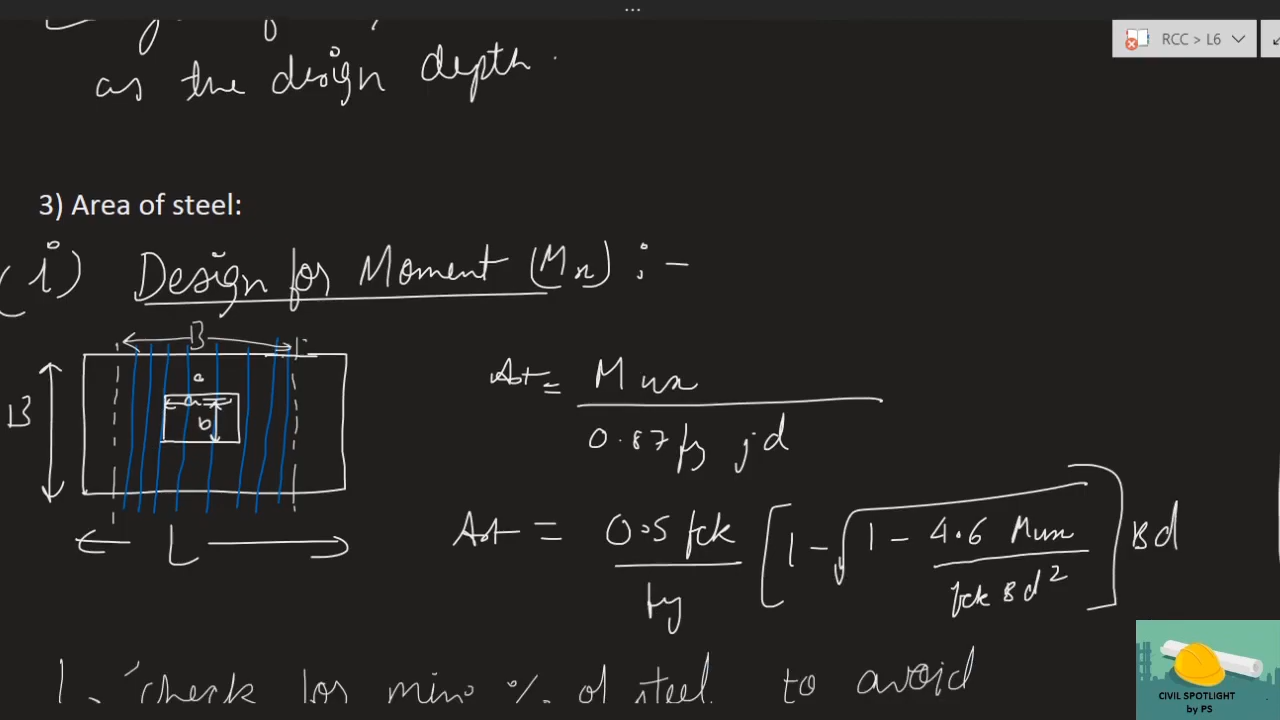 ...
RCC > L6
as the design depth.
3) Area of steel:
(i) Design for Moment (Mx) :-
B
a
a
b
B
L
Ast = Mux / 0.87 fy jd
Ast = 0.5 fck / fy [1 - √1 - 4.6 Mux / fck Bd²] Bd
1. check for min % of steel to avoid
CIVIL SPOTLIGHT
by PS